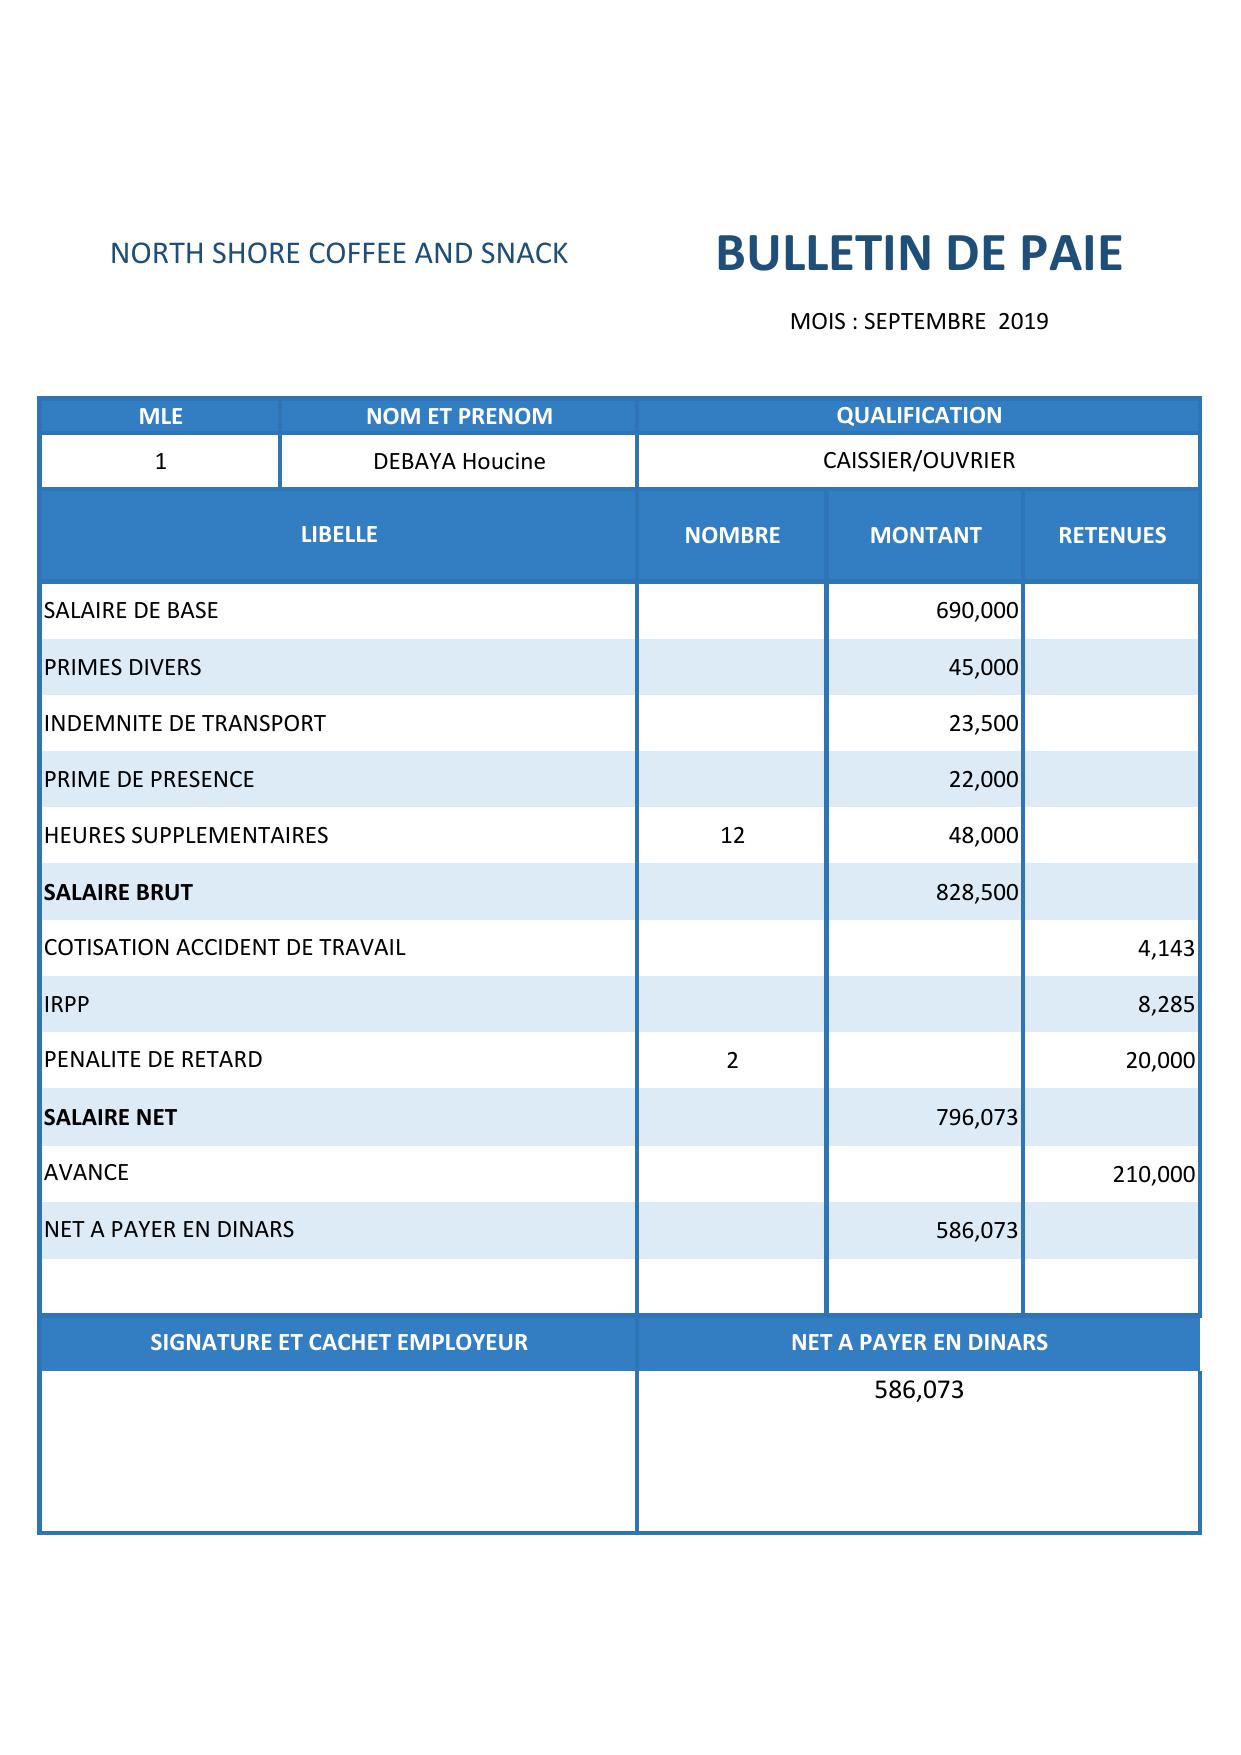 NORTH SHORE COFFEE AND SNACK BULLETIN DE PAIE
MOIS : SEPTEMBRE 2019
MLE NOM ET PRENOM QUALIFICATION
1 DEBAYA Houcine CAISSIER/OUVRIER
LIBELLE NOMBRE MONTANT RETENUES
SALAIRE DE BASE 690,000
PRIMES DIVERS 45,000
INDEMNITE DE TRANSPORT 23,500
PRIME DE PRESENCE 22,000
HEURES SUPPLEMENTAIRES 12 48,000
SALAIRE BRUT 828,500
COTISATION ACCIDENT DE TRAVAIL 4,143
IRPP 8,285
PENALITE DE RETARD 2 20,000
SALAIRE NET 796,073
AVANCE 210,000
NET A PAYER EN DINARS 586,073
SIGNATURE ET CACHET EMPLOYEUR NET A PAYER EN DINARS
586,073